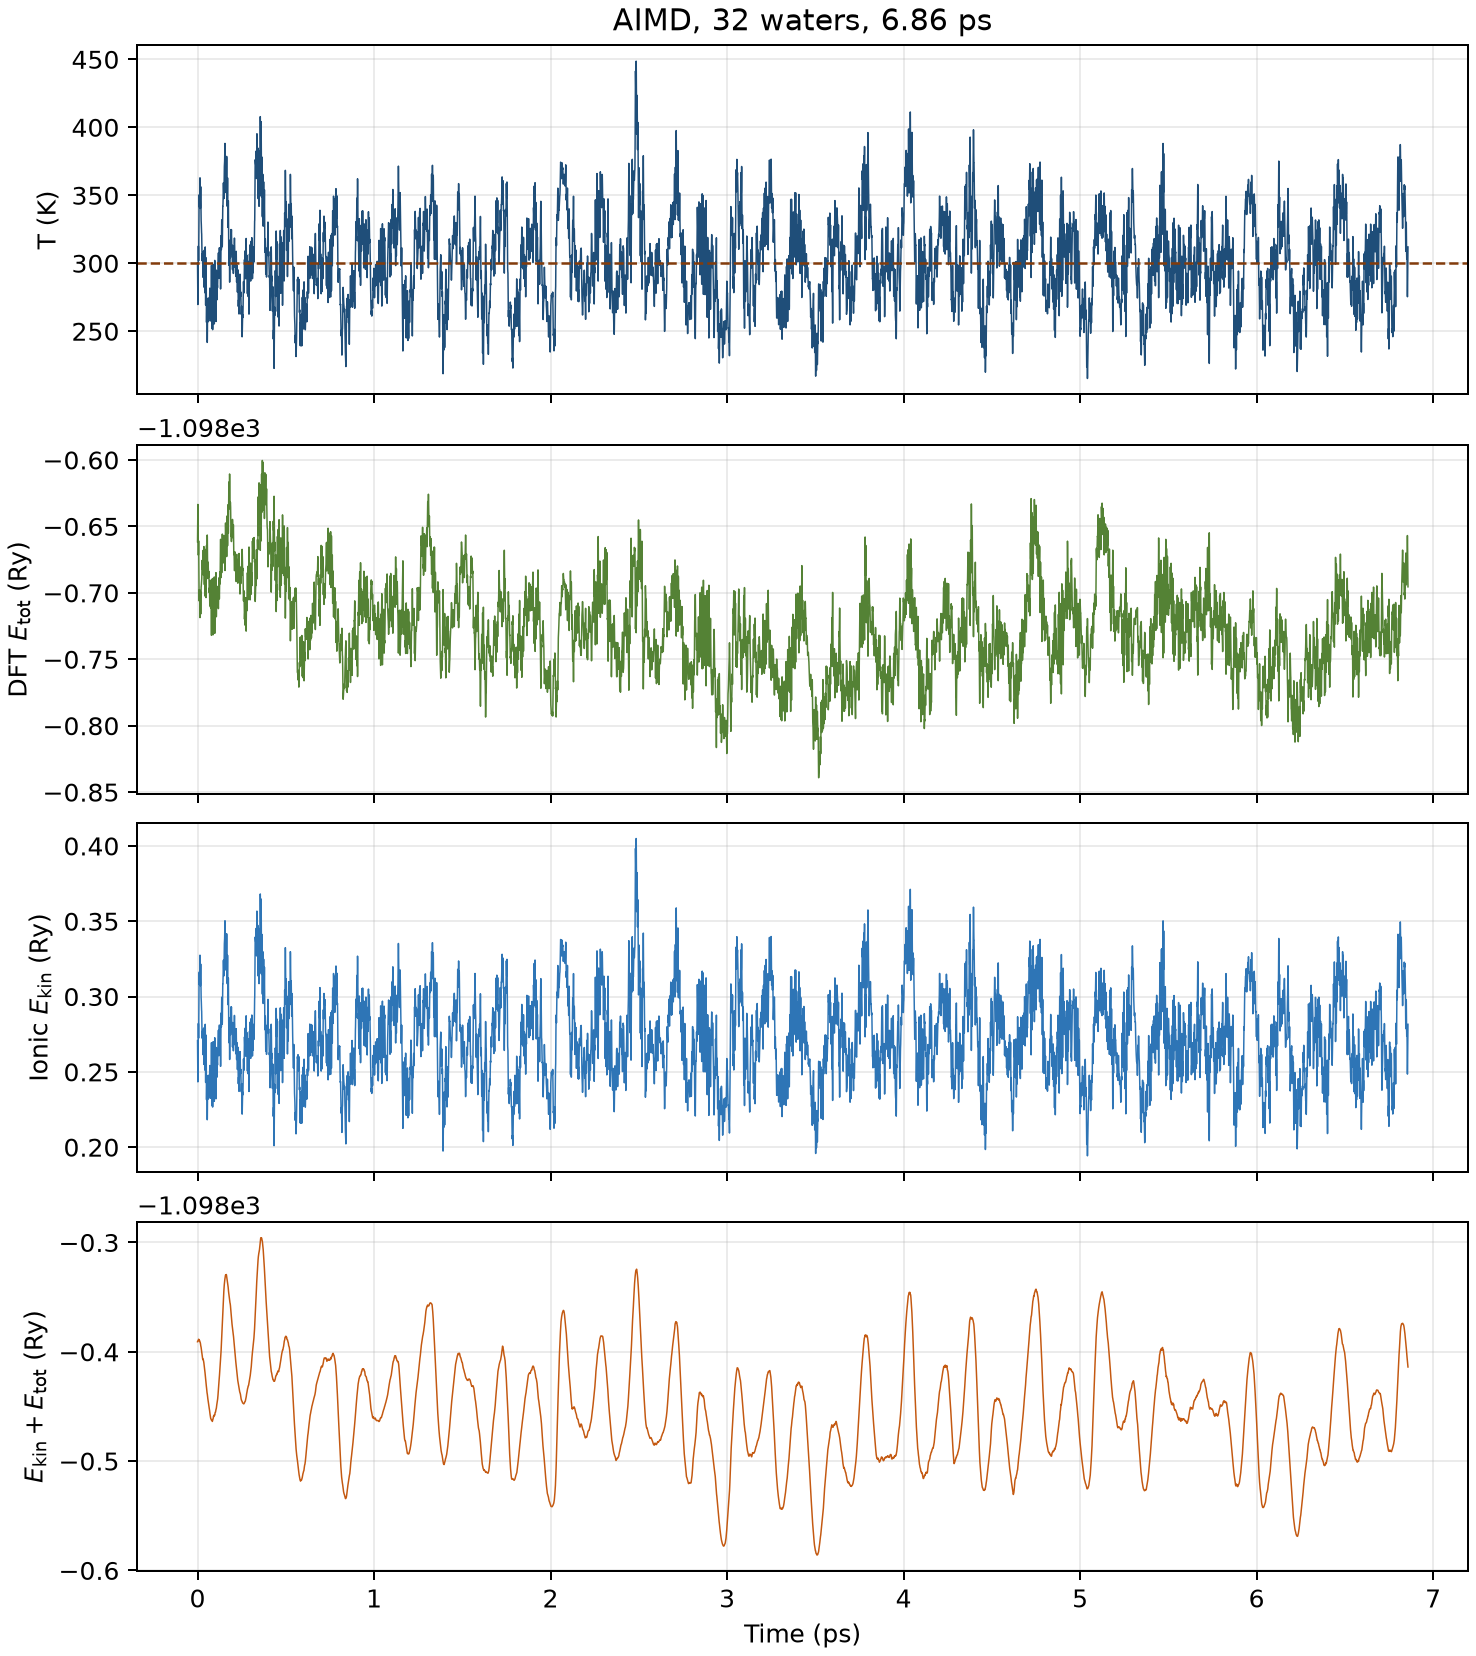 AIMD, 32 waters, 6.86 ps
450
400
350
300
250
T (K)
−1.098e3
−0.60
−0.65
−0.70
−0.75
−0.80
−0.85
DFT E_tot (Ry)
0.40
0.35
0.30
0.25
0.20
Ionic E_kin (Ry)
−1.098e3
−0.3
−0.4
−0.5
−0.6
E_kin + E_tot (Ry)
0 1 2 3 4 5 6 7
Time (ps)